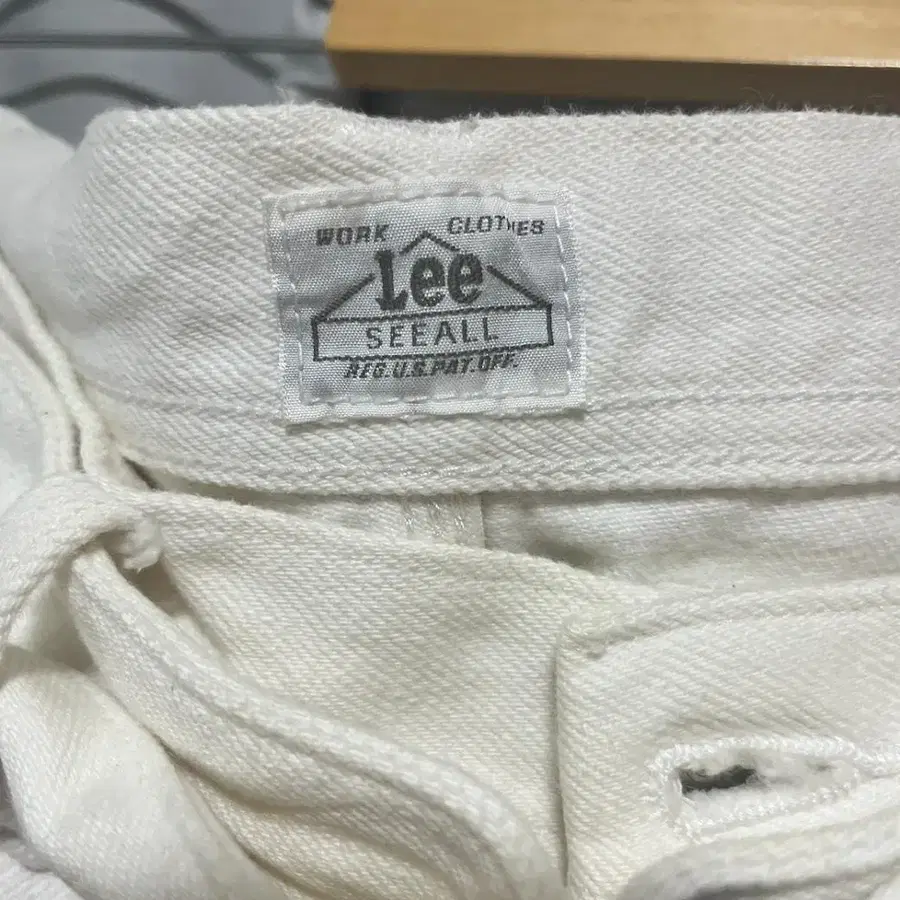 WORK CLOTHES
Lee
SEEALL
REG.U.S.PAT.OFF.